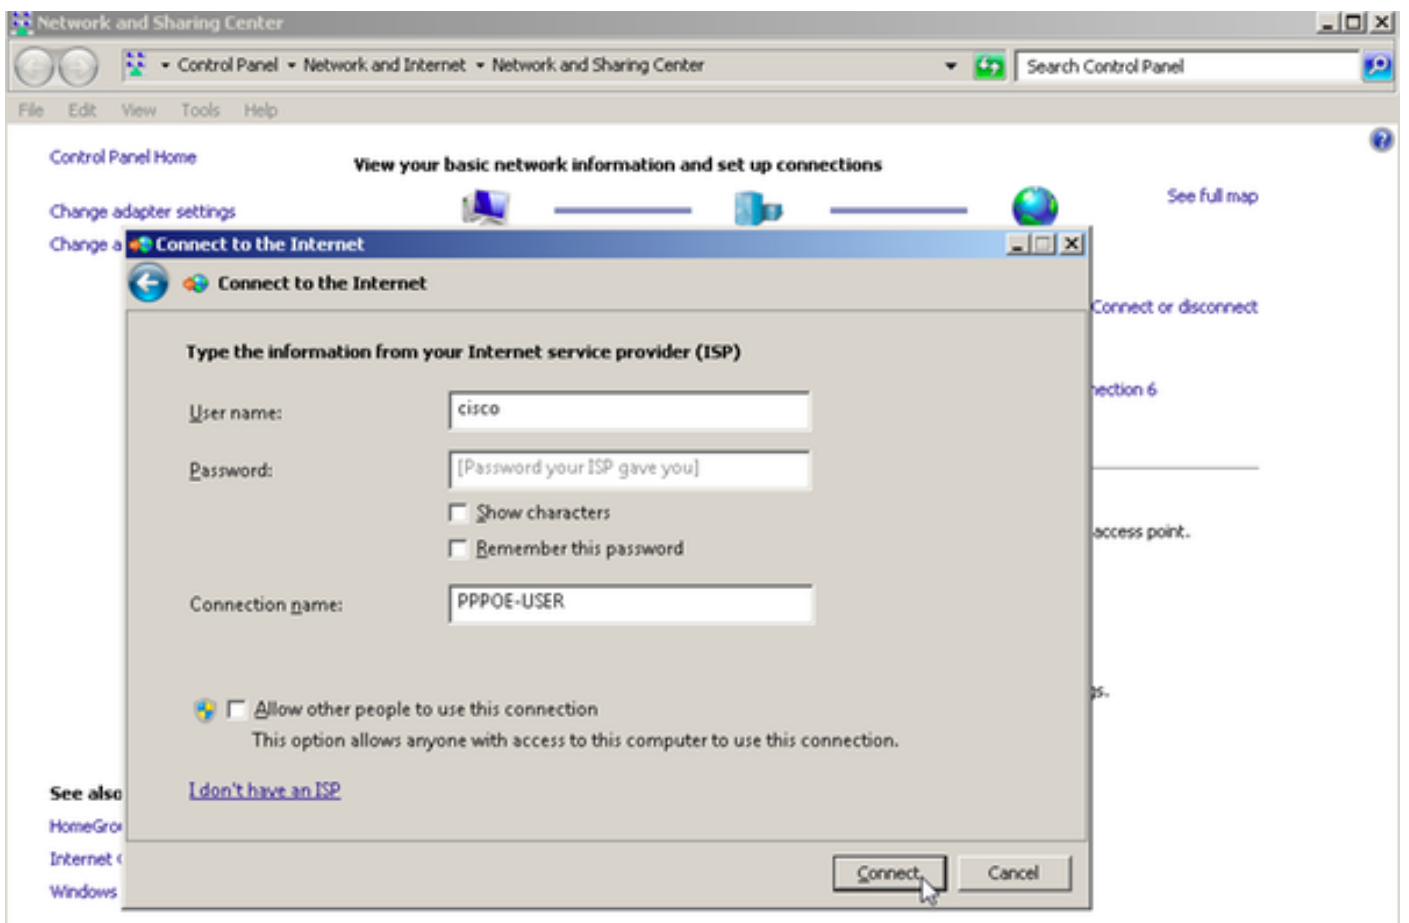 Network and Sharing Center
Control Panel Network and Internet Network and Sharing Center
Search Control Panel
File Edit View Tools Help
Control Panel Home
View your basic network information and set up connections
See full map
Change adapter settings
Change a
Connect to the Internet
Connect to the Internet
Connect or disconnect
Type the information from your Internet service provider (ISP)
User name:
cisco
nection 6
Password:
[Password your ISP gave you]
Show characters
access point.
Remember this password
Connection name:
PPPOE-USER
gs.
Allow other people to use this connection
This option allows anyone with access to this computer to use this connection.
I don't have an ISP
See also
HomeGro
Internet
Windows
Connect
Cancel